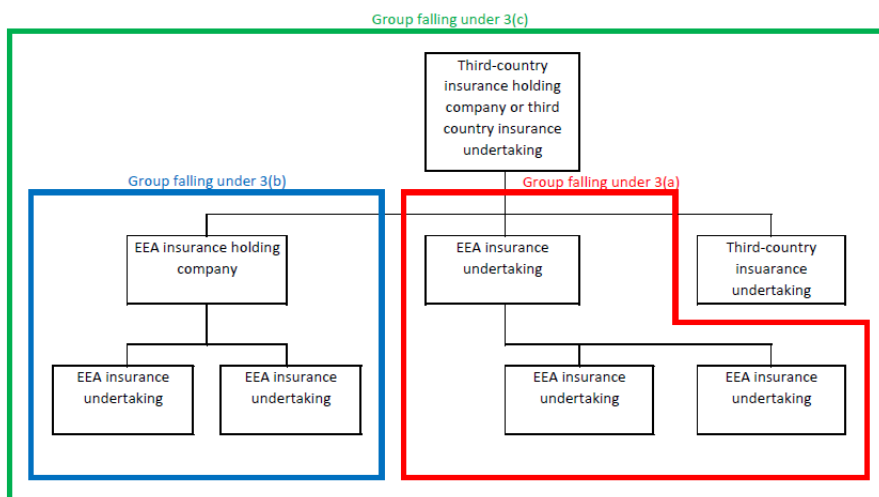 Group falling under 3(c)
Third-country
insurance holding
company or third
country insurance
undertaking
Group falling under 3(b)
Group falling under 3(a)
EEA insurance holding
company
EEA insurance
undertaking
Third-country
insuarance
undertaking
EEA insurance
undertaking
EEA insurance
undertaking
EEA insurance
undertaking
EEA insurance
undertaking